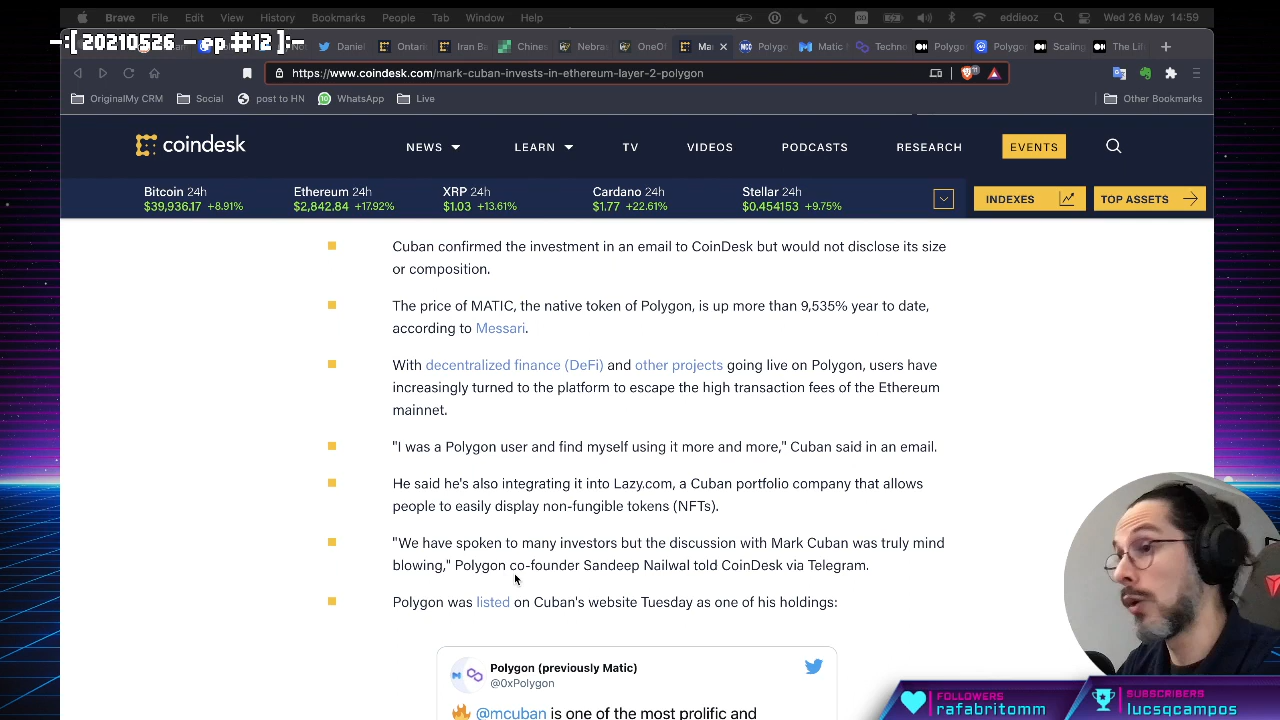 Brave File Edit View History Bookmarks People Tab Window Help eddieoz Wed 26 May 14:59
-:[ 20210526 - ep #12]:-
Daniel Ontam Iran Ba Chines Nebras OneOf Ma Polygo Matic Techno Polygo Polygo Scaling The Lif
https://www.coindesk.com/mark-cuban-invests-in-ethereum-layer-2-polygon
OriginalMy CRM Social post to HN WhatsApp Live Other Bookmarks
coindesk NEWS LEARN TV VIDEOS PODCASTS RESEARCH EVENTS
Bitcoin 24h Ethereum 24h XRP 24h Cardano 24h Stellar 24h
$39,936.17 +8.91% $2,842.84 +17.92% $1.03 +13.61% $1.77 +22.61% $0.454153 +9.75%
INDEXES TOP ASSETS
Cuban confirmed the investment in an email to CoinDesk but would not disclose its size
or composition.
The price of MATIC, the native token of Polygon, is up more than 9,535% year to date,
according to Messari.
With decentralized finance (DeFi) and other projects gong live on Polygon, users have
increasingly turned to the platform to escape the high transaction fees of the Ethereum
mainnet.
"I was a Polygon user and find myself using it more and more," Cuban said in an email.
He said he's also integrating it into Lazy.com, a Cuban portfolio company that allows
people to easily display non-fungible tokens (NFTs).
"We have spoken to many investors but the discussion with Mark Cuban was truly mind
blowing," Polygon co-founder Sandeep Nailwal told CoinDesk via Telegram.
Polygon was listed on Cuban's website Tuesday as one of his holdings:
Polygon (previously Matic)
@0xPolygon
@mcuban is one of the most prolific and
FOLLOWERS
rafabritomm
SUBSCRIBERS
lucsqcampos